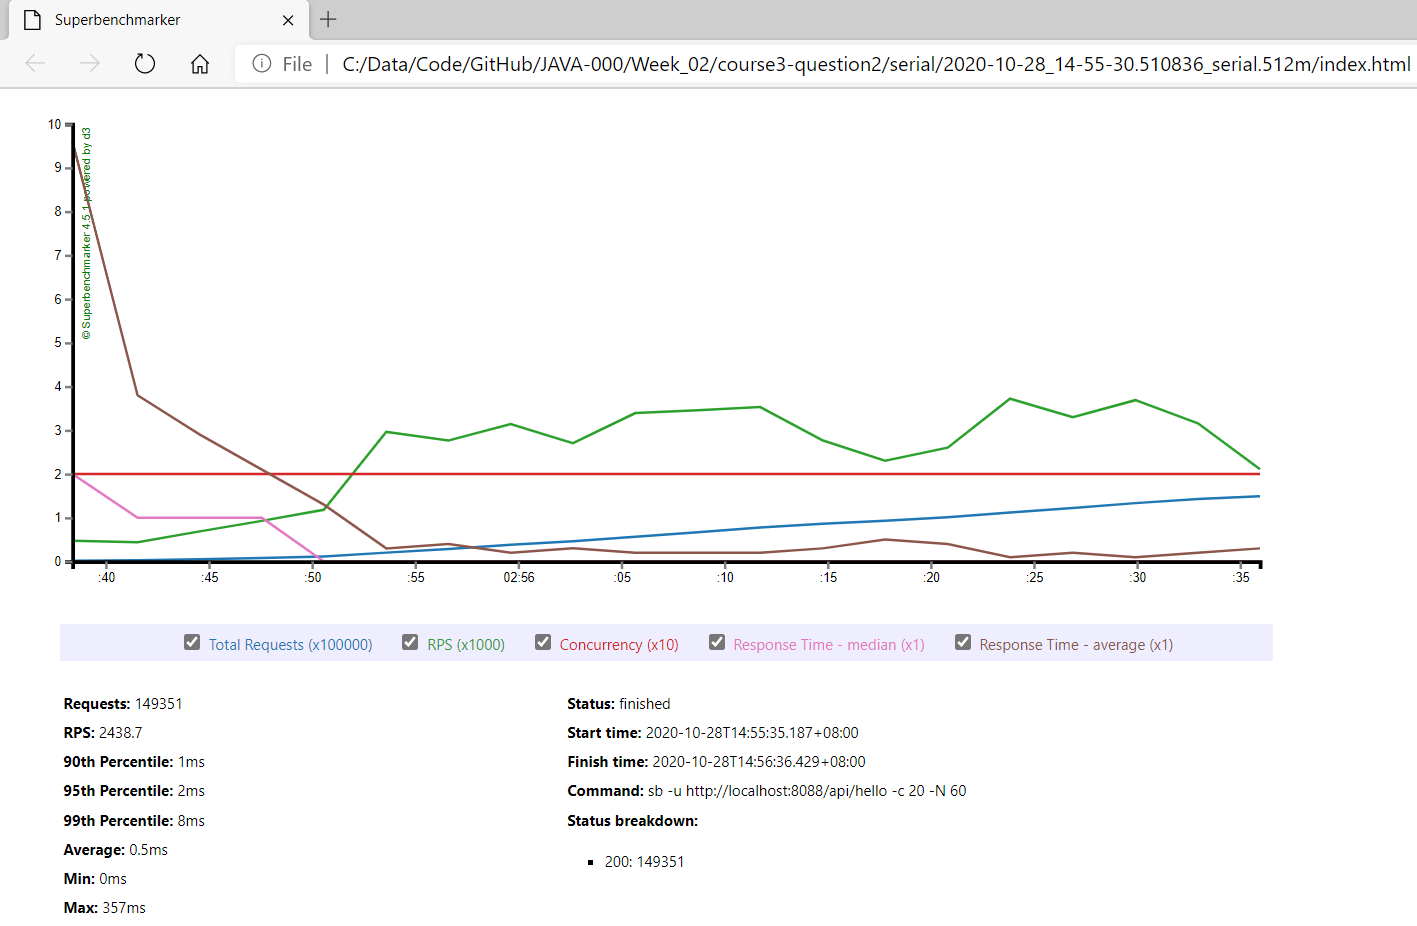 Superbenchmarker
File | C:/Data/Code/GitHub/JAVA-000/Week_02/course3-question2/serial/2020-10-28_14-55-30.510836_serial.512m/index.html
10
9
8
7
6
5
4
3
2
1
0
© Superbenchmarker 4.5.1 powered by d3
:40 :45 :50 :55 02:56 :05 :10 :15 :20 :25 :30 :35
Total Requests (x100000) RPS (x1000) Concurrency (x10) Response Time - median (x1) Response Time - average (x1)
Requests: 149351
RPS: 2438.7
90th Percentile: 1ms
95th Percentile: 2ms
99th Percentile: 8ms
Average: 0.5ms
Min: 0ms
Max: 357ms
Status: finished
Start time: 2020-10-28T14:55:35.187+08:00
Finish time: 2020-10-28T14:56:36.429+08:00
Command: sb -u http://localhost:8088/api/hello -c 20 -N 60
Status breakdown:
200: 149351